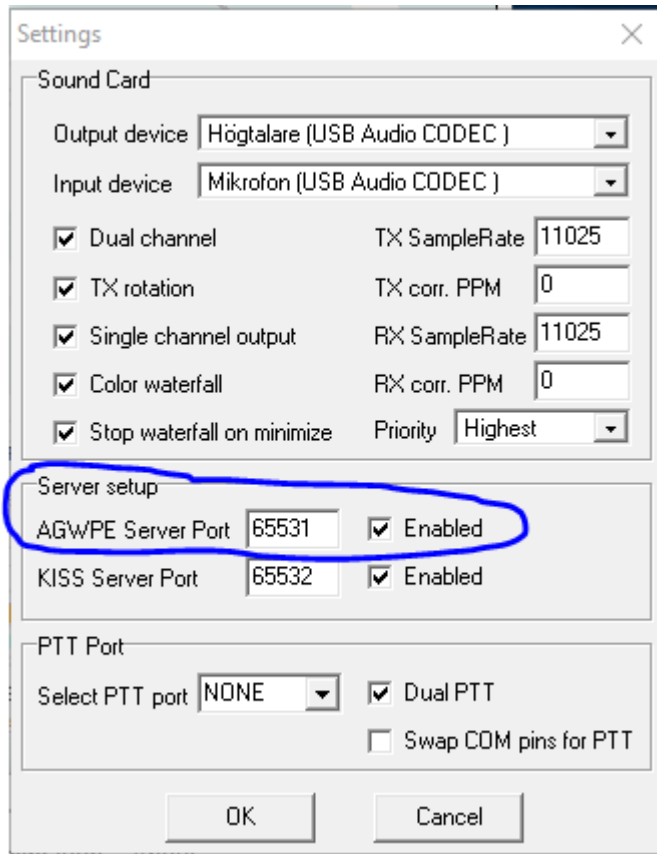 Settings
Sound Card
Output device Högtalare (USB Audio CODEC )
Input device Mikrofon (USB Audio CODEC )
Dual channel TX SampleRate 11025
TX rotation TX corr. PPM 0
Single channel output RX SampleRate 11025
Color waterfall RX corr. PPM 0
Stop waterfall on minimize Priority Highest
Server setup
AGWPE Server Port 65531 Enabled
KISS Server Port 65532 Enabled
PTT Port
Select PTT port NONE Dual PTT
Swap COM pins for PTT
OK Cancel